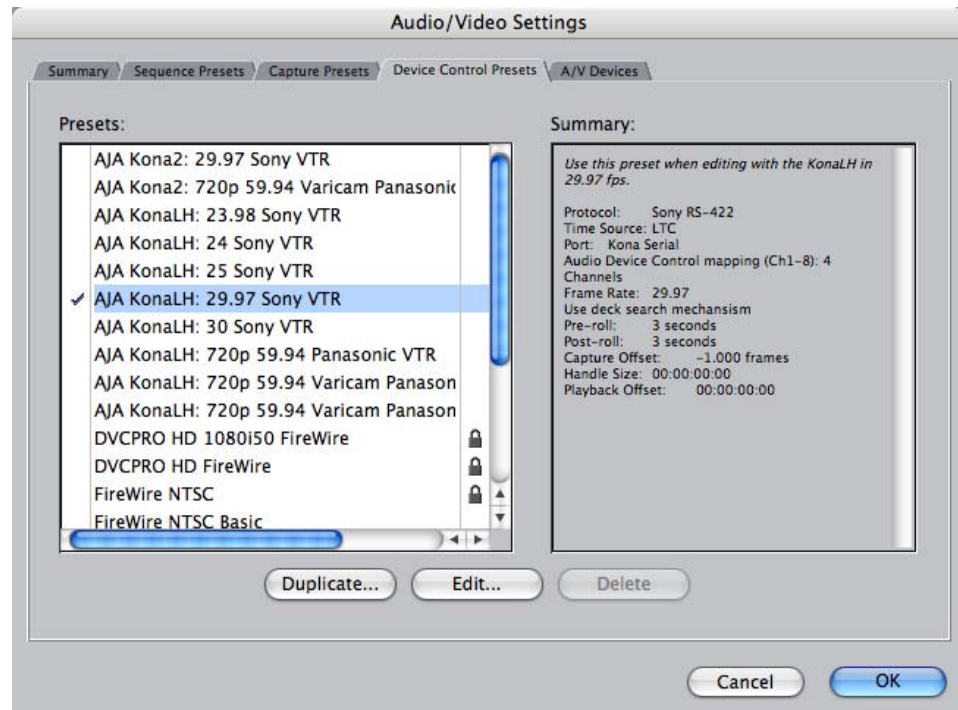 Audio/Video Settings
Summary
Sequence Presets
Capture Presets
Device Control Presets
A/V Devices
Presets:
AJA Kona2: 29.97 Sony VTR
AJA Kona2: 720p 59.94 Varicam Panasonic
AJA KonaLH: 23.98 Sony VTR
AJA KonaLH: 24 Sony VTR
AJA KonaLH: 25 Sony VTR
AJA KonaLH: 29.97 Sony VTR
AJA KonaLH: 30 Sony VTR
AJA KonaLH: 720p 59.94 Panasonic VTR
AJA KonaLH: 720p 59.94 Varicam Panason
AJA KonaLH: 720p 59.94 Varicam Panason
DVCPRO HD 1080i50 FireWire
DVCPRO HD FireWire
FireWire NTSC
FireWire NTSC Basic
Summary:
Use this preset when editing with the KonaLH in
29.97 fps.
Protocol: Sony RS-422
Time Source: LTC
Port: Kona Serial
Audio Device Control mapping (Ch1-8): 4
Channels
Frame Rate: 29.97
Use deck search mechansism
Pre-roll: 3 seconds
Post-roll: 3 seconds
Capture Offset: -1.000 frames
Handle Size: 00:00:00:00
Playback Offset: 00:00:00:00
Duplicate...
Edit...
Delete
Cancel
OK